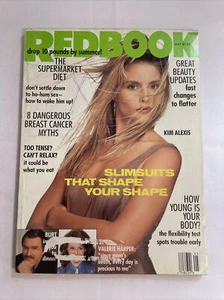 REDBOOK
drop 10 pounds by summer!
THE
SUPERMARKET
DIET
don't settle down
to ho-hum sex–
how to wake him up!
8 DANGEROUS
BREAST CANCER
MYTHS
TOO TENSE?
CAN'T RELAX?
it could be
what you eat
GREAT
BEAUTY
UPDATES
fast
changes
to flatter
KIM ALEXIS
SLIMSUITS
THAT SHAPE
YOUR SHAPE
HOW
YOUNG IS
YOUR
BODY?
the flexibility test
spots trouble early
BURT
dinner
VALERIE HARPER:
every day is
precious to me"